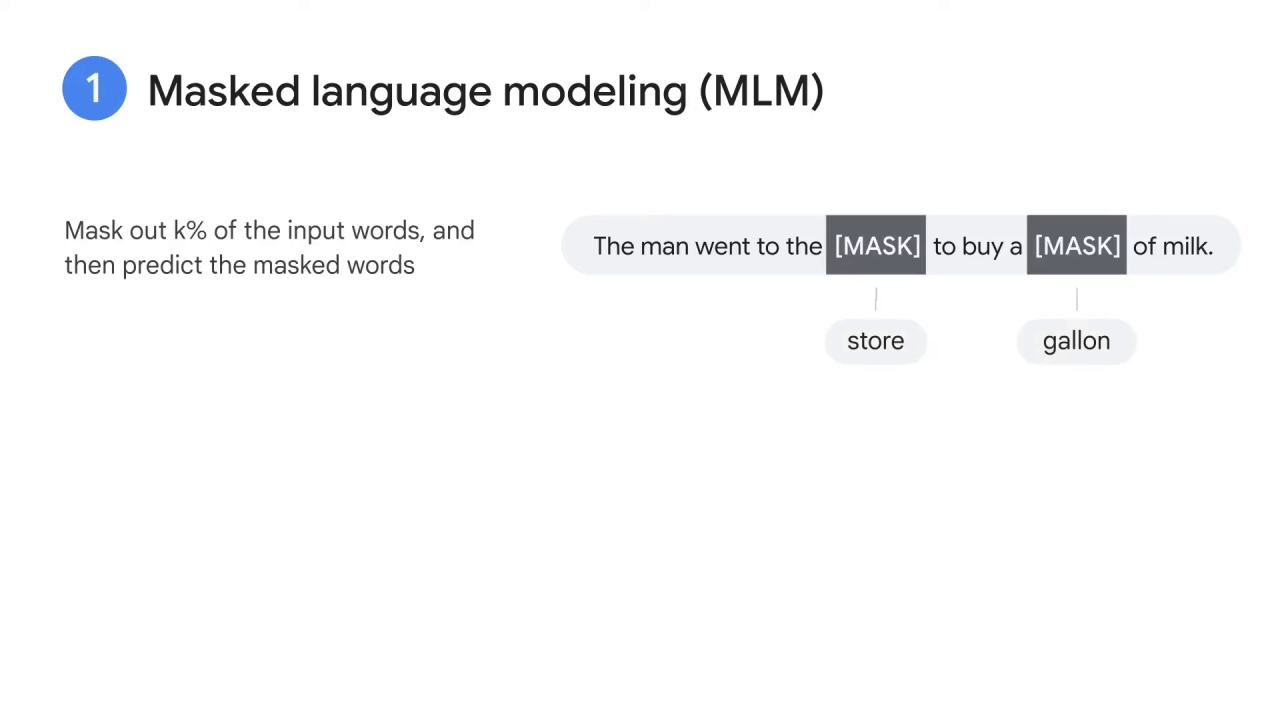 1 Masked language modeling (MLM)
Mask out k% of the input words, and
then predict the masked words
The man went to the [MASK] to buy a [MASK] of milk.
store gallon